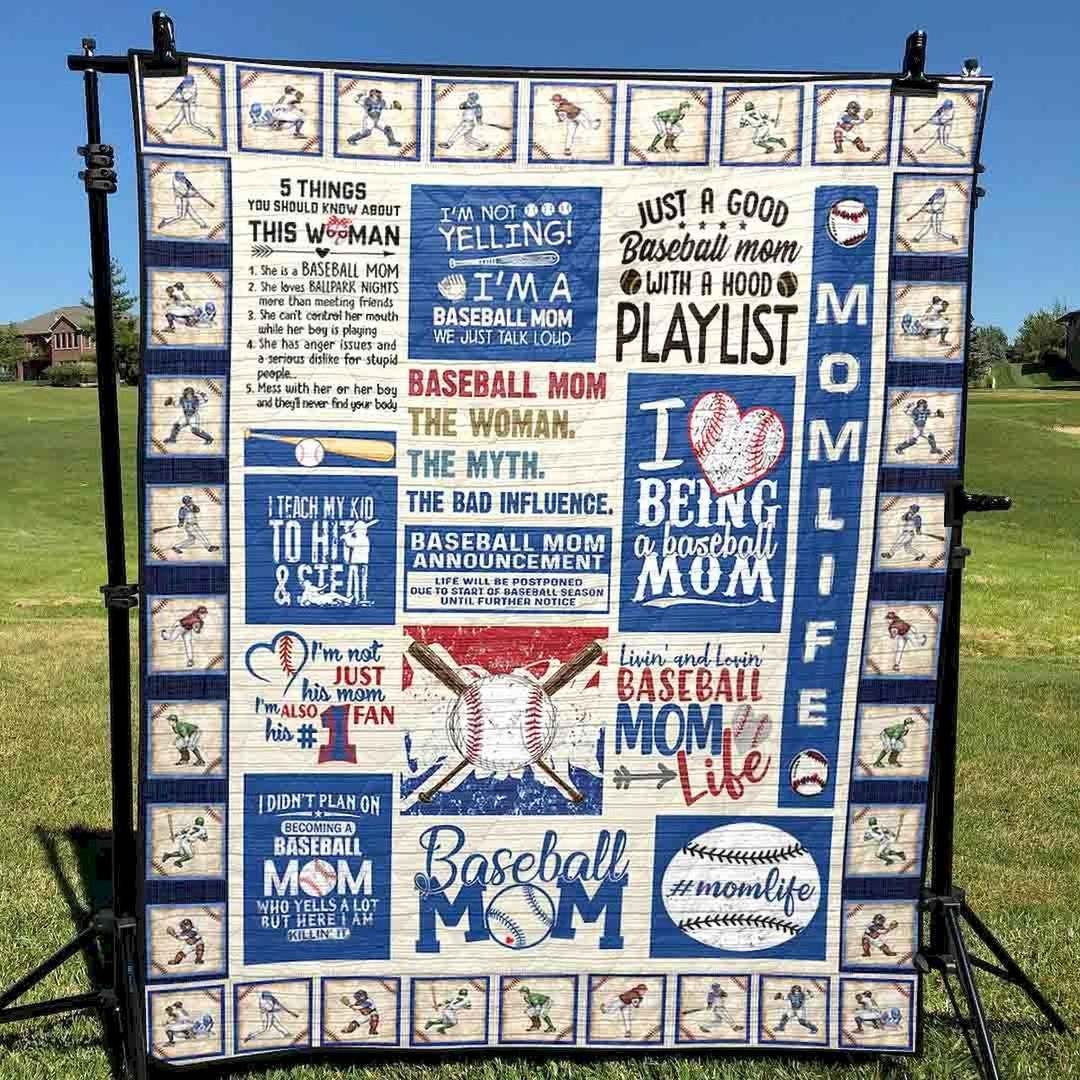 5 THINGS
YOU SHOULD KNOW ABOUT
THIS WOMAN
1. She is a BASEBALL MOM
2. She loves BALLPARK NIGHTS
more than meeting friends
3. She can't control her mouth
while her boy is playing
4. She has anger issues and
a serious dislike for stupid
people...
5. Mess with her or her boy
and they'll never find your body
I'M NOT
YELLING!
I'M A
BASEBALL MOM
WE JUST TALK LOUD
JUST A GOOD
Baseball mom
WITH A HOOD
PLAYLIST
MOMLIFE
BASEBALL MOM
THE WOMAN.
THE MYTH.
THE BAD INFLUENCE.
I
BEING
a baseball
MOM
I TEACH MY KID
TO HIT
& STEAL
BASEBALL MOM
ANNOUNCEMENT
LIFE WILL BE POSTPONED
DUE TO START OF BASEBALL SEASON
UNTIL FURTHER NOTICE
I'm not
JUST
his mom
I'm ALSO
his #1 FAN
Livin' and Lovin'
BASEBALL
MOM
Life
I DIDN'T PLAN ON
BECOMING A
BASEBALL
MOM
WHO YELLS A LOT
BUT HERE I AM
KILLIN' IT
Baseball
MOM
#momlife